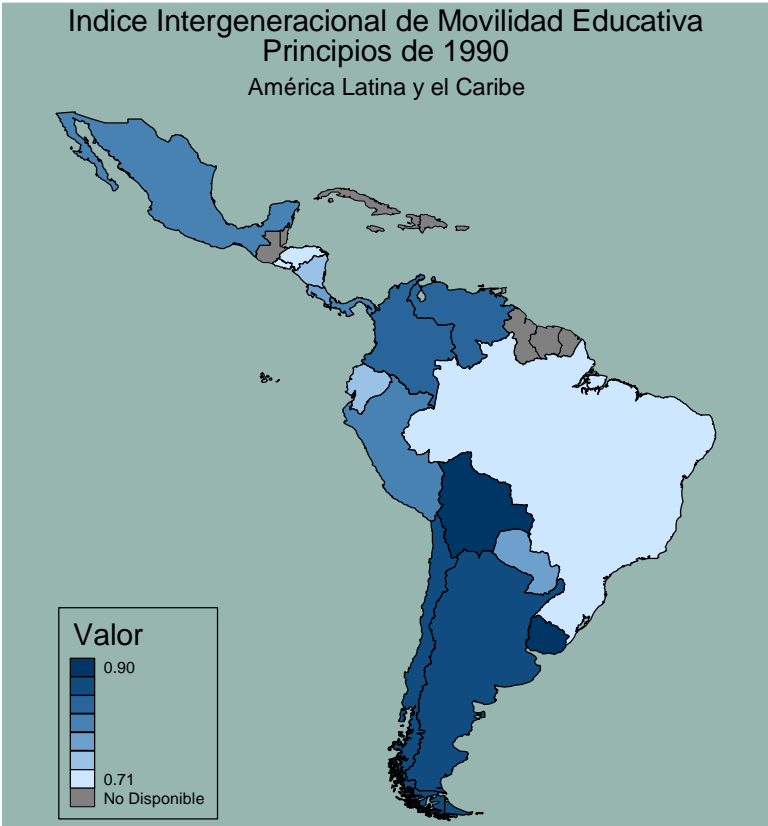 Indice Intergeneracional de Movilidad Educativa
Principios de 1990
América Latina y el Caribe
Valor
0.90
0.71
No Disponible